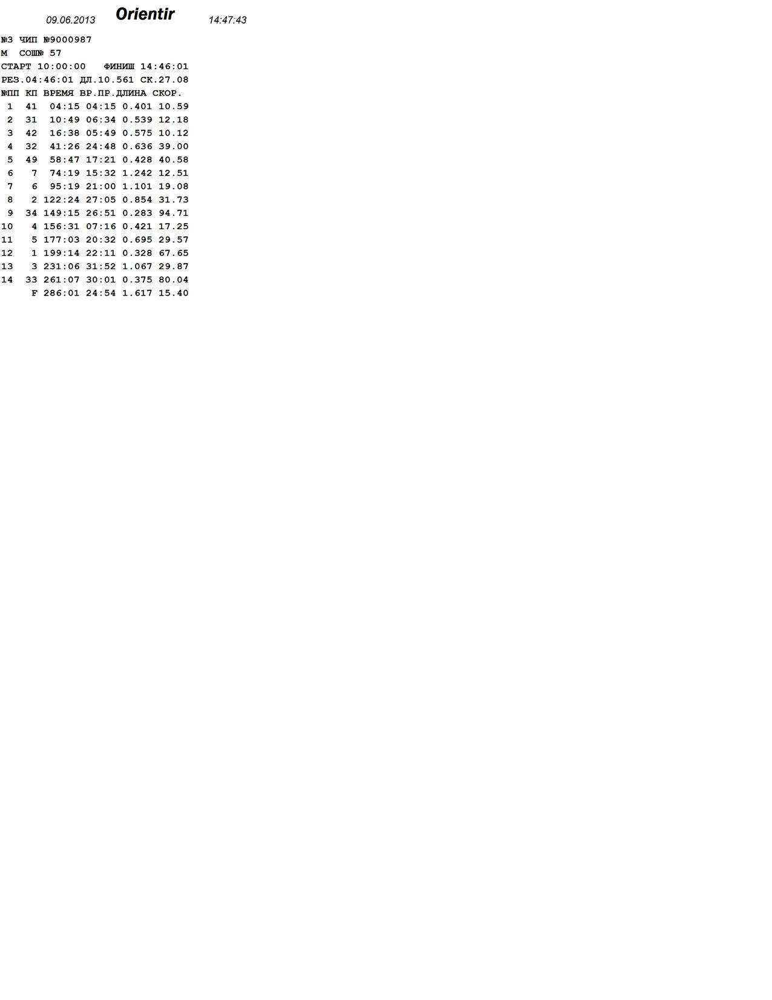 09.06.2013 Orientir 14:47:43
№3 ЧИП №9000987
М СОШ№ 57
СТАРТ 10:00:00 ФИНИШ 14:46:01
РЕЗ.04:46:01 ДЛ.10.561 СК.27.08
№ПП КП ВРЕМЯ ВР.ПР.ДЛИНА СКОР.
1 41 04:15 04:15 0.401 10.59
2 31 10:49 06:34 0.539 12.18
3 42 16:38 05:49 0.575 10.12
4 32 41:26 24:48 0.636 39.00
5 49 58:47 17:21 0.428 40.58
6 7 74:19 15:32 1.242 12.51
7 6 95:19 21:00 1.101 19.08
8 2 122:24 27:05 0.854 31.73
9 34 149:15 26:51 0.283 94.71
10 4 156:31 07:16 0.421 17.25
11 5 177:03 20:32 0.695 29.57
12 1 199:14 22:11 0.328 67.65
13 3 231:06 31:52 1.067 29.87
14 33 261:07 30:01 0.375 80.04
F 286:01 24:54 1.617 15.40